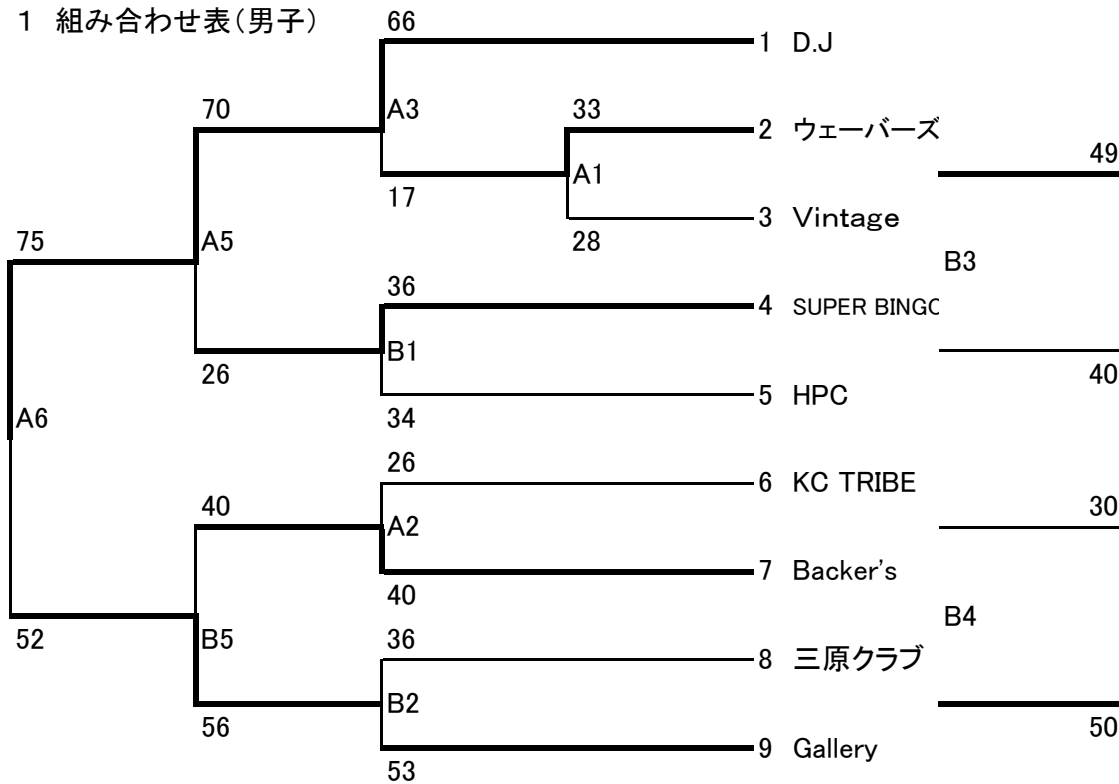 1 組み合わせ表(男子)
66
1 D.J
70
A3
33
2 ウェーバーズ
49
17
A1
3 Vintage
75
A5
28
B3
36
4 SUPER BINGO
B1
26
5 HPC
40
A6
34
26
6 KC TRIBE
40
30
A2
7 Backer's
40
B4
52
B5
36
8 三原クラブ
B2
56
50
9 Gallery
53